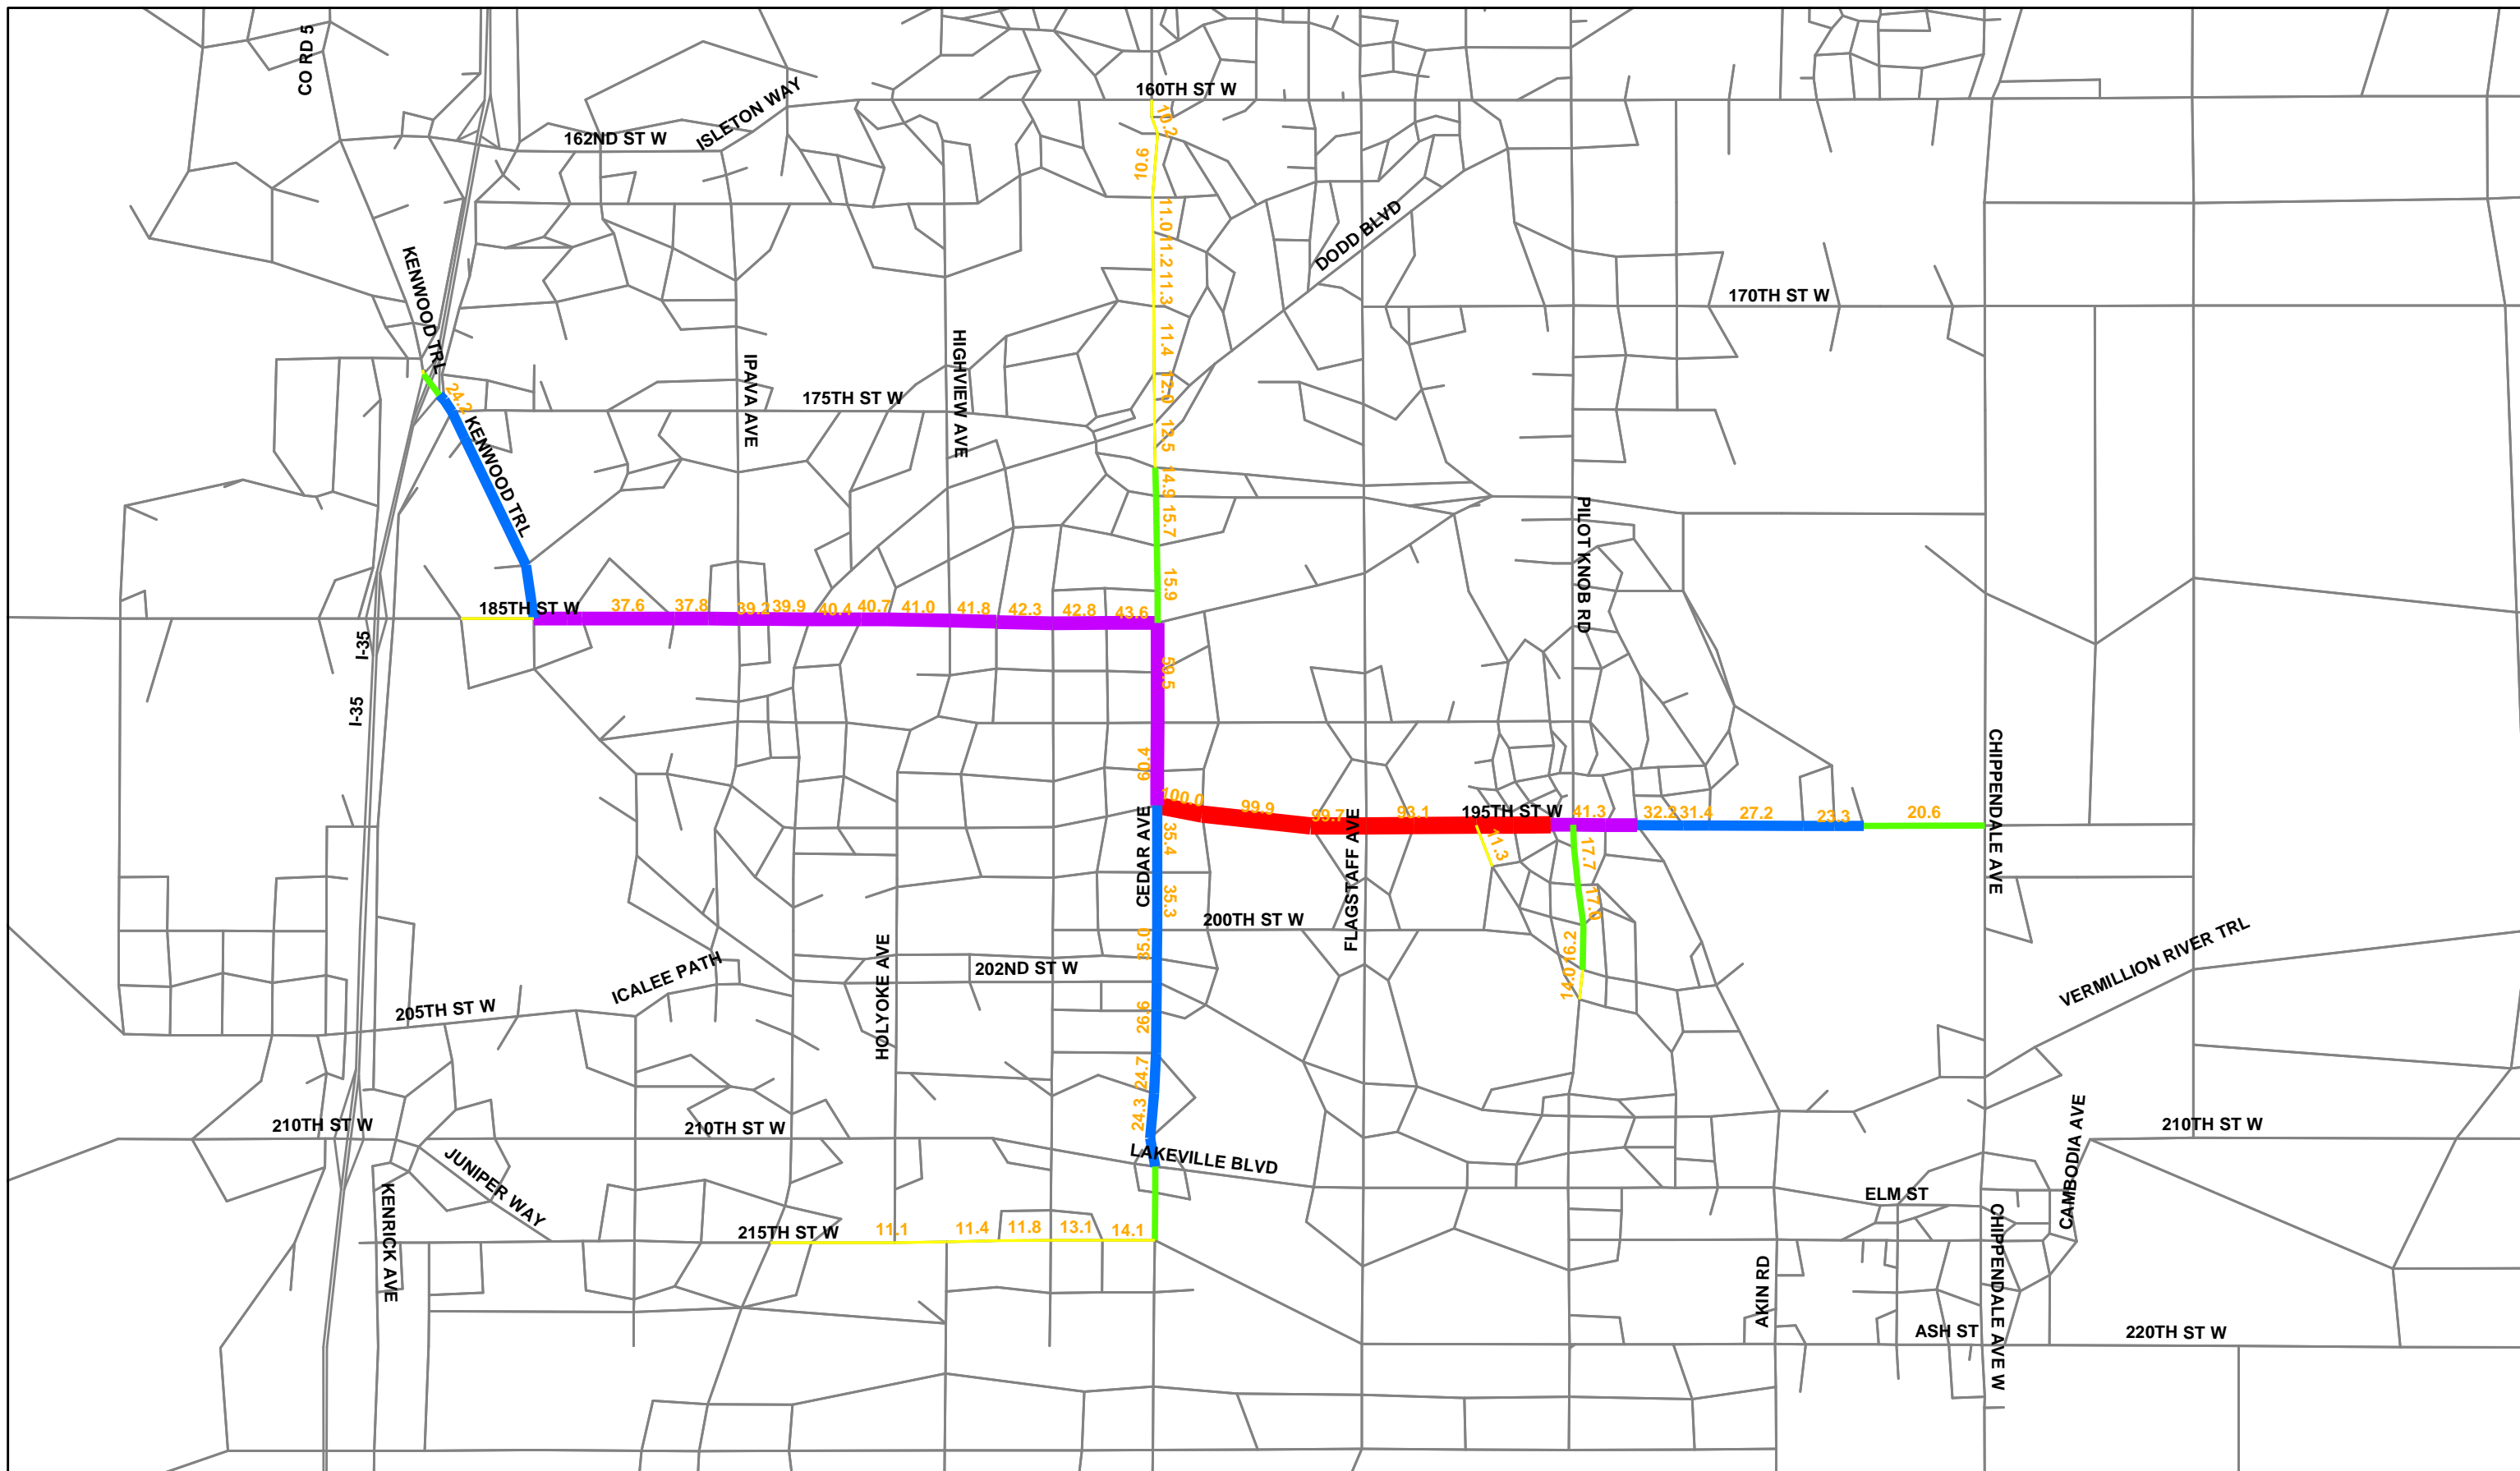 CO RD 5
160TH ST W
10.2
162ND ST W
ISLETON WAY
10.6
11.0
11.2
DODD BLVD
KENWOOD TRL
11.3
170TH ST W
11.4
IPAVA AVE
HIGHVIEW AVE
24.2
12.0
175TH ST W
KENWOOD TRL
12.5
14.9
15.7
PILOT KNOB RD
15.9
185TH ST W
37.6
37.8
39.2
39.9
40.4
40.7
41.0
41.8
42.3
42.8
43.6
I-35
59.5
I-35
60.4
CHIPPENDALE AVE
100.0
99.9
99.7
93.1
195TH ST W
41.3
32.2
31.4
27.2
23.3
20.6
CEDAR AVE
35.4
FLAGSTAFF AVE
11.3
17.7
35.3
17.0
200TH ST W
35.0
16.2
14.0
HOLYOKE AVE
202ND ST W
ICALEE PATH
VERMILLION RIVER TRL
205TH ST W
26.6
24.7
24.3
210TH ST W
210TH ST W
210TH ST W
CAMBODIA AVE
LAKEVILLE BLVD
JUNIPER WAY
ELM ST
KENRICK AVE
215TH ST W
11.1
11.4
11.8
13.1
14.1
CHIPPENDALE AVE W
AKIN RD
ASH ST
220TH ST W